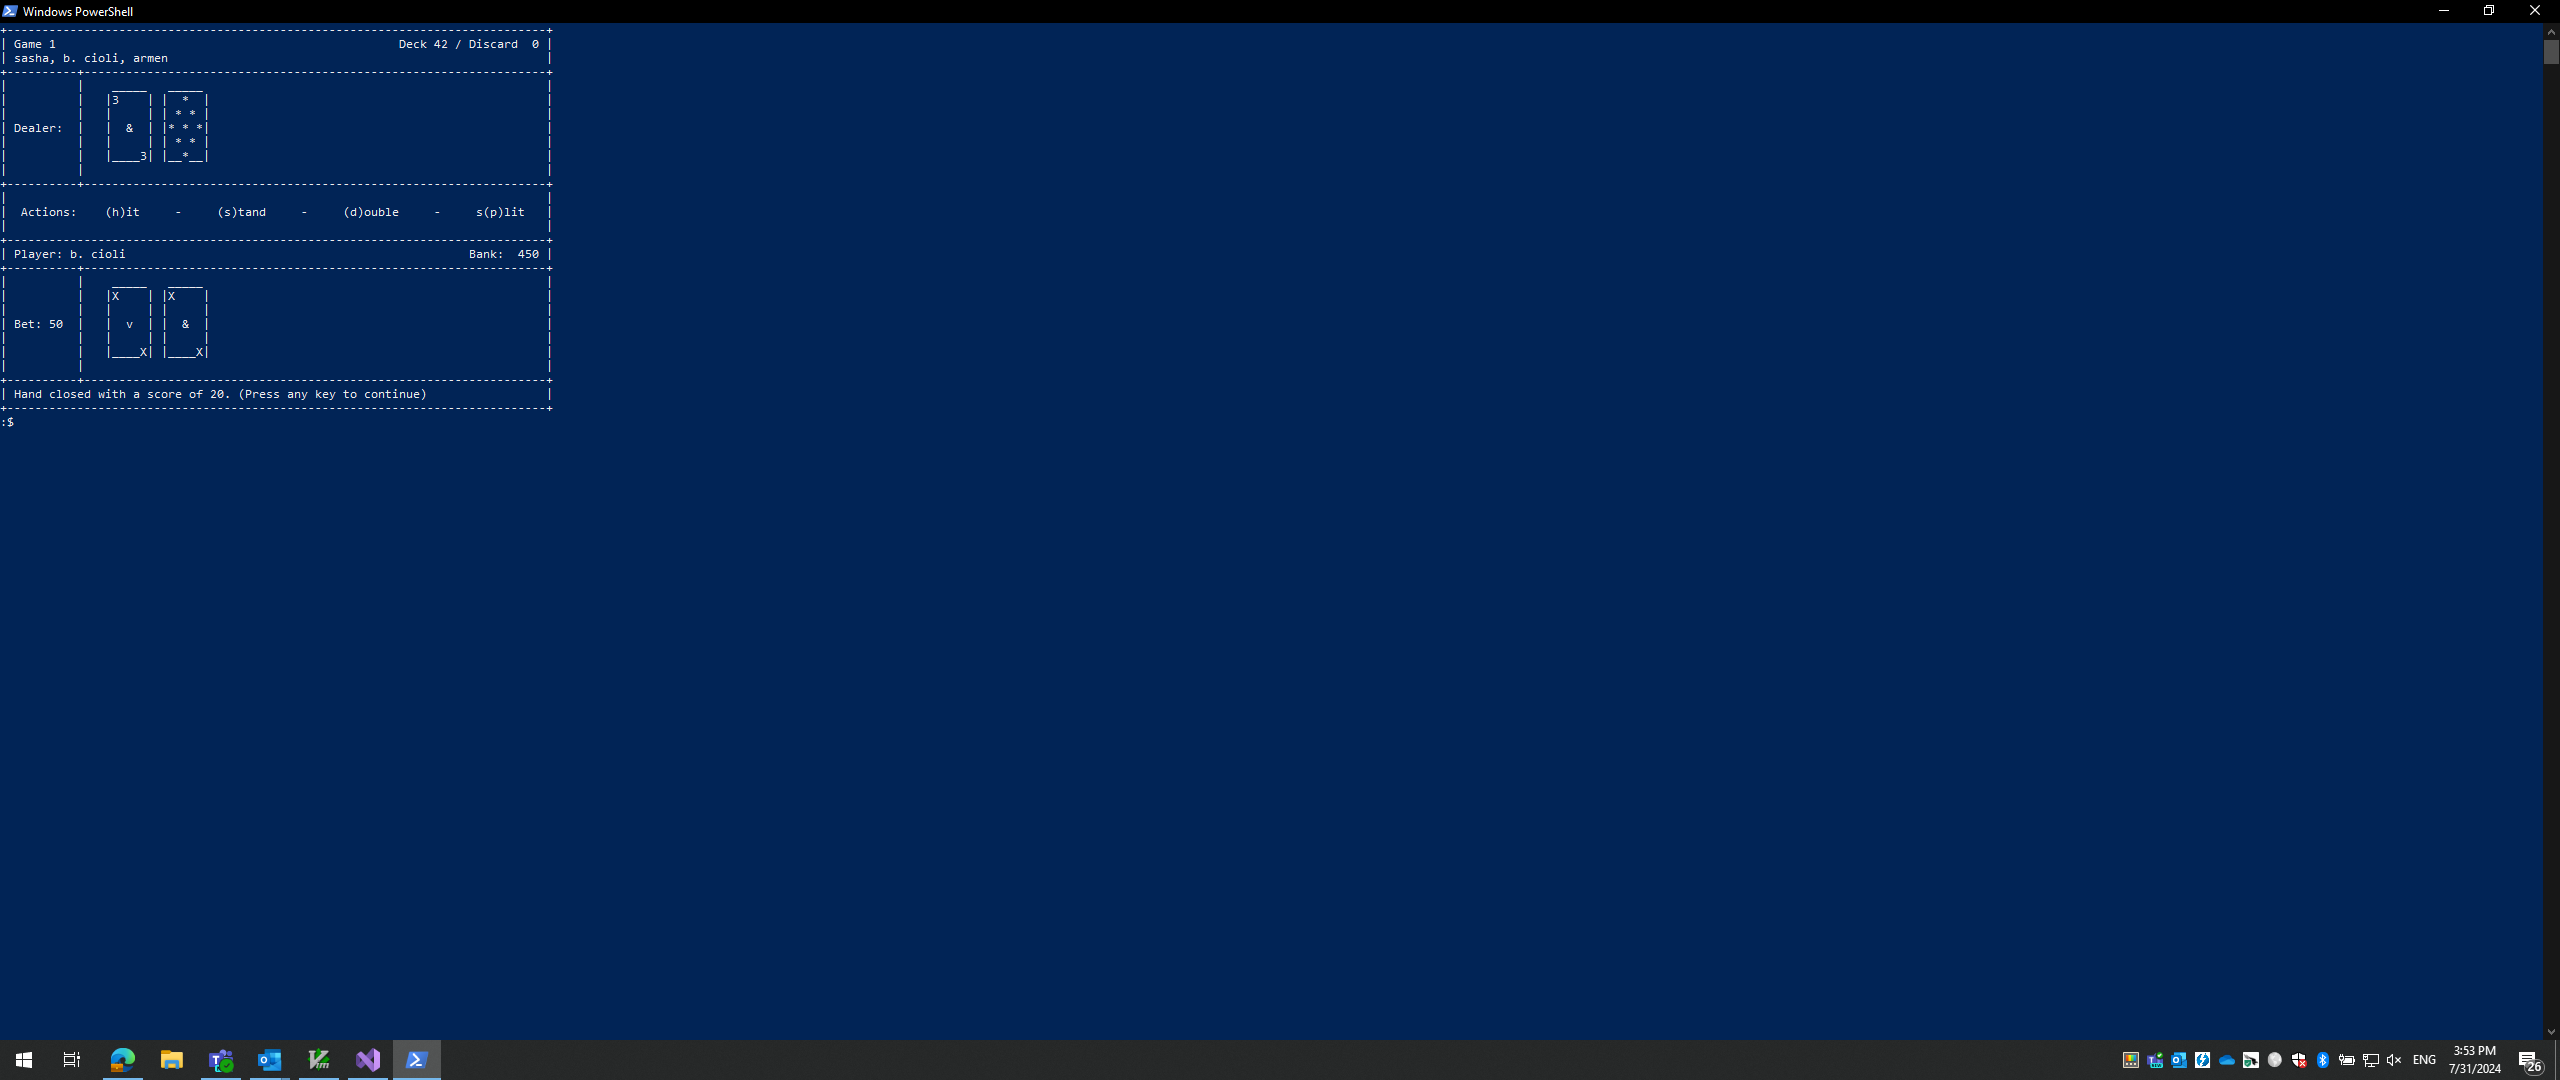 Windows PowerShell
Game 1 Deck 42 / Discard 0
sasha, b. cioli, armen
3
Dealer: &
3
Actions: (h)it - (s)tand - (d)ouble - s(p)lit
Player: b. cioli Bank: 450
X X
Bet: 50 v &
X X
Hand closed with a score of 20. (Press any key to continue)
:$
ENG
3:53 PM
7/31/2024
26